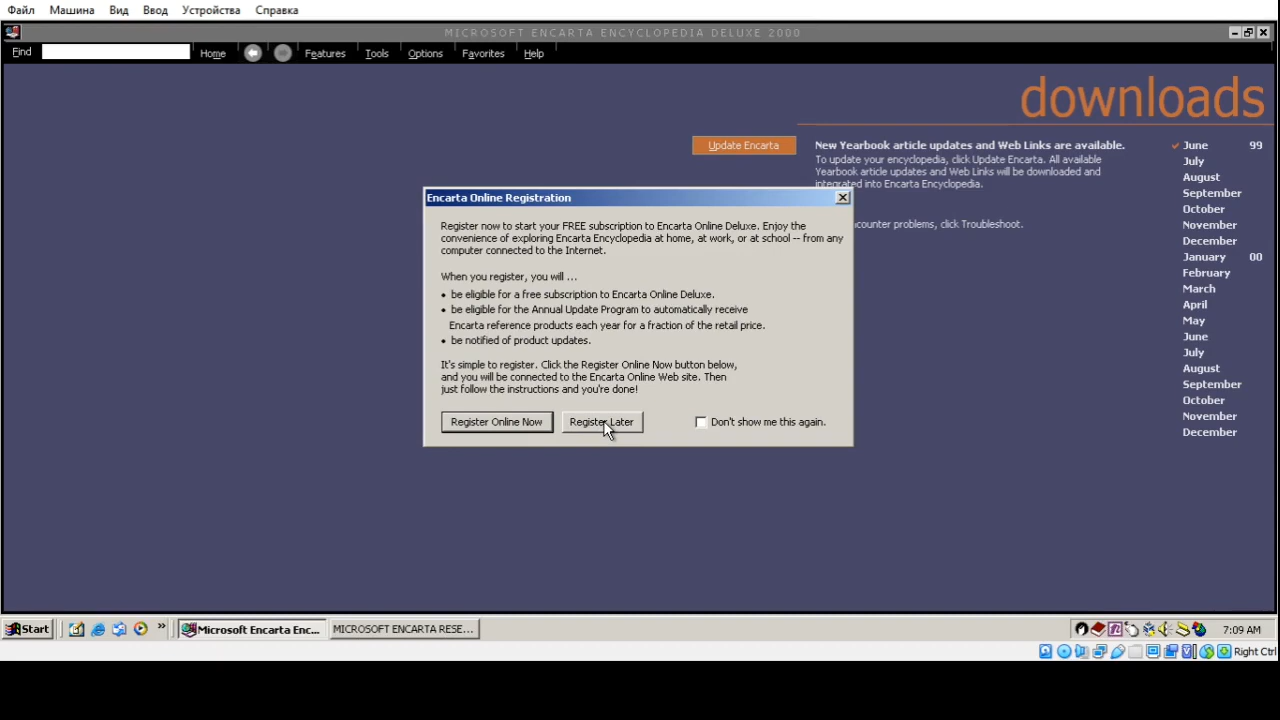 Файл Машина Вид Ввод Устройства Справка
MICROSOFT ENCARTA ENCYCLOPEDIA DELUXE 2000
Find Home Features Tools Options Favorites Help
downloads
Update Encarta
New Yearbook article updates and Web Links are available.
To update your encyclopedia, click Update Encarta. All available
Yearbook article updates and Web Links will be downloaded and
integrated into Encarta Encyclopedia.
counter problems, click Troubleshoot.
June 99
July
August
September
October
November
December
January 00
February
March
April
May
June
July
August
September
October
November
December
Encarta Online Registration
Register now to start your FREE subscription to Encarta Online Deluxe. Enjoy the
convenience of exploring Encarta Encyclopedia at home, at work, or at school -- from any
computer connected to the Internet.
When you register, you will ...
• be eligible for a free subscription to Encarta Online Deluxe.
• be eligible for the Annual Update Program to automatically receive
Encarta reference products each year for a fraction of the retail price.
• be notified of product updates.
It's simple to register. Click the Register Online Now button below,
and you will be connected to the Encarta Online Web site. Then
just follow the instructions and you're done!
Register Online Now Register Later Don't show me this again.
Start » Microsoft Encarta Enc... MICROSOFT ENCARTA RESE... 7:09 AM
Right Ctrl